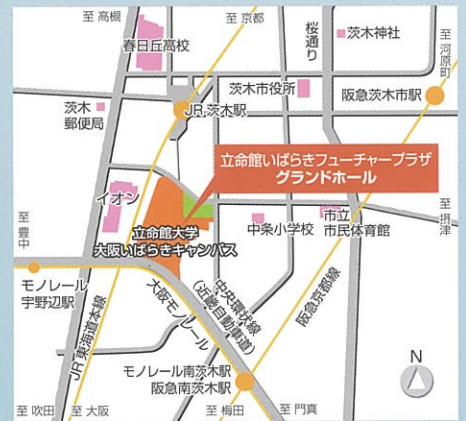 至 高槻
至 京都
春日丘高校
桜通り
茨木神社
至 河原町
茨木市役所
阪急茨木市駅
茨木
郵便局
JR 茨木駅
立命館いばらきフューチャープラザ
グランドホール
イオン
至 豊中
立命館大学
大阪いばらきキャンパス
中条小学校
市立
市民体育館
至 摂津
モノレール
宇野辺駅
JR東海道本線
大阪モノレール
中央環状線
(近畿自動車道)
阪急京都線
モノレール南茨木駅
阪急南茨木駅
N
至 吹田
至 大阪
至 梅田
至 門真